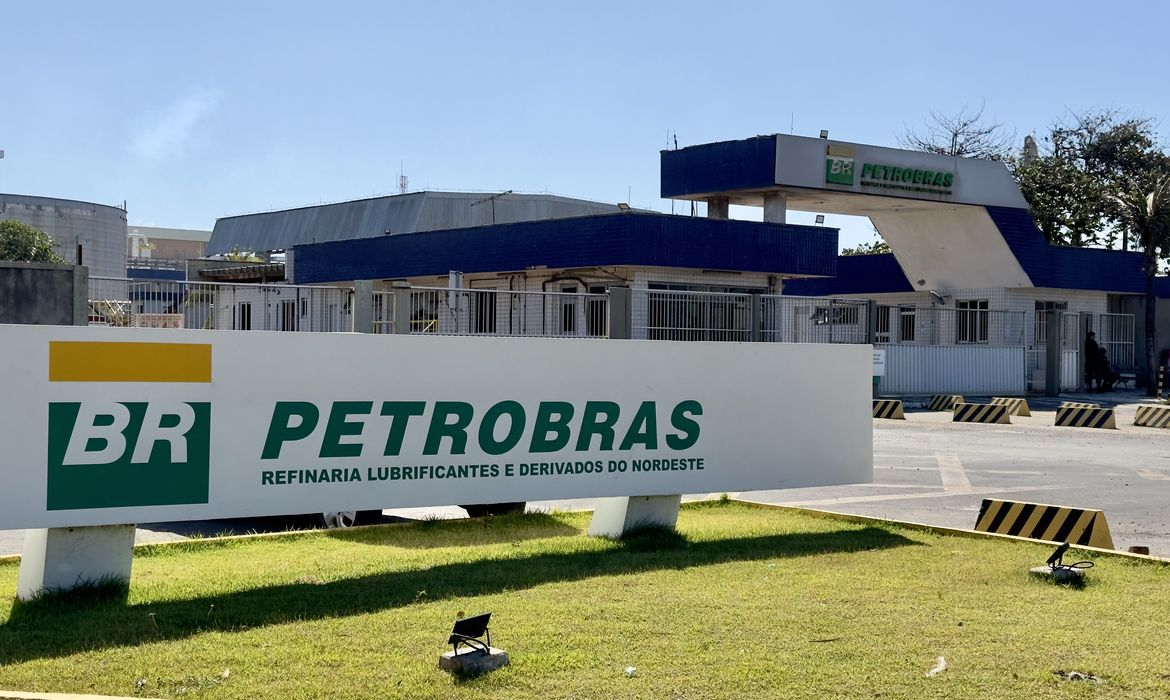 BR PETROBRAS
REFINARIA LUBRIFICANTES E DERIVADOS DO NORDESTE
BR PETROBRAS